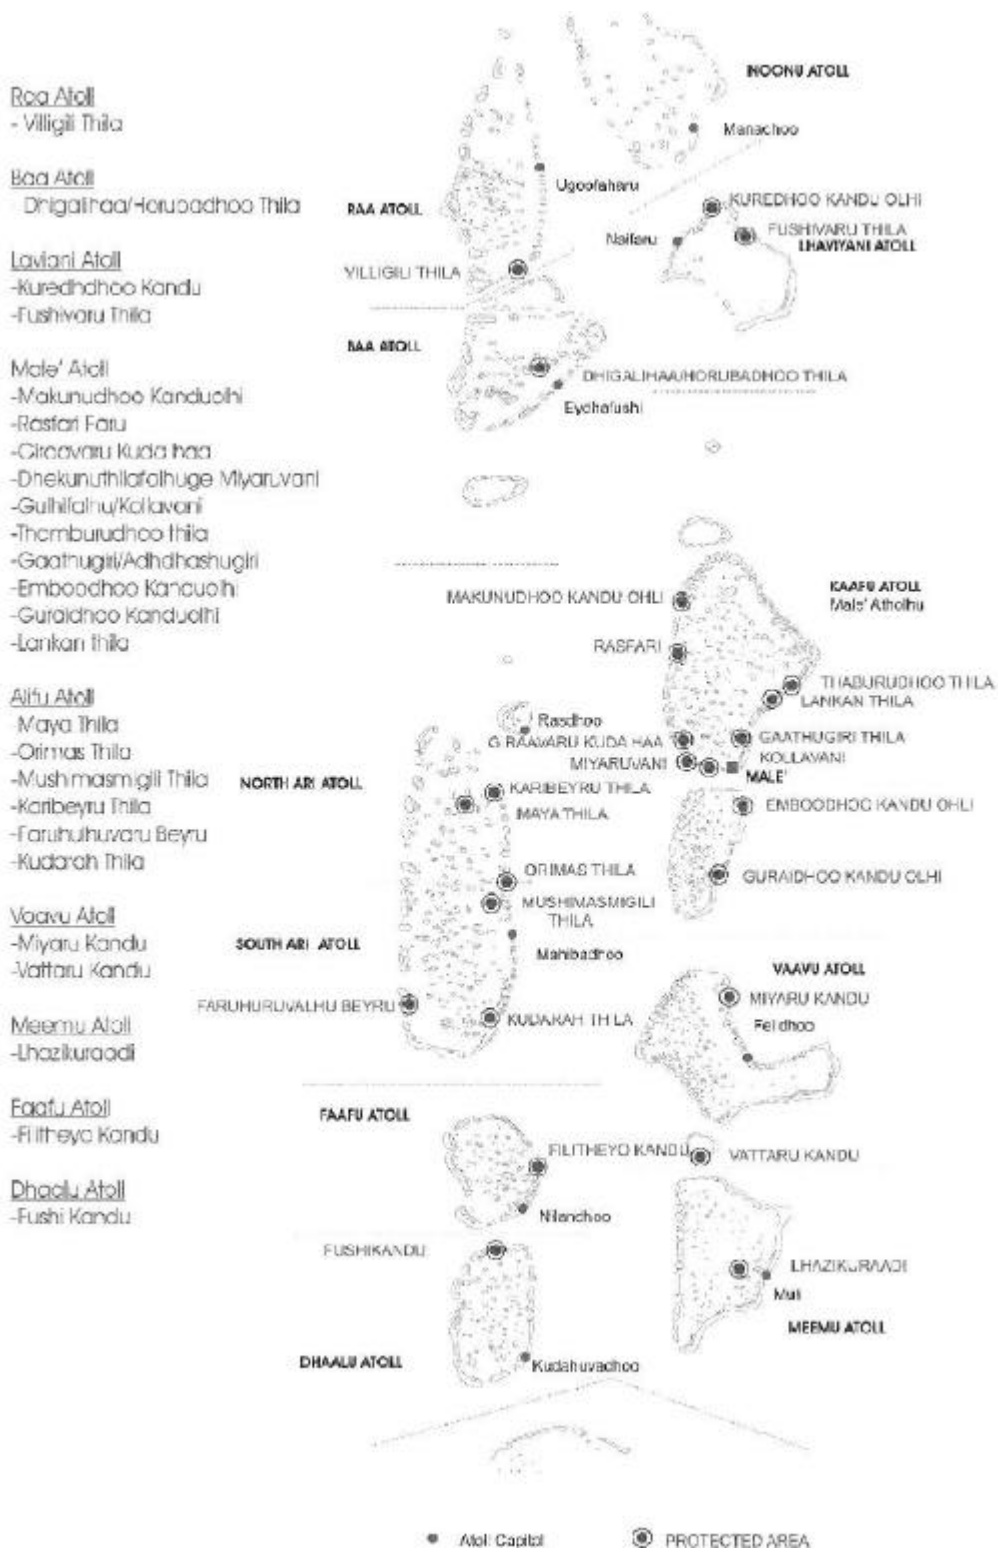 Raa Atoll
- Villigili Thila
Baa Atoll
Dhigalihaa/Horubadhoo Thila
Laviani Atoll
-Kuredhdhoo Kandu
-Fushivaru Thila
Male' Atoll
-Makunudhoo Kanduolhi
-Rasfari Faru
-Giraavaru Kuda haa
-Dhekunuthilafalhuge Miyaruvani
-Gulhifalhu/Kollavani
-Thamburudhoo thila
-Gaathugiri/Adhdhashugiri
-Emboodhoo Kanduolhi
-Guraidhoo Kanduolhi
-Lankan thila
Alifu Atoll
Maya Thila
-Orimas Thila
-Mushimasmigili Thila
-Karibeyru Thila
-Faruhulhuvaru Beyru
-Kudarah Thila
Vaavu Atoll
-Miyaru Kandu
-Vattaru Kandu
Meemu Atoll
-Lhazikuraadi
Faafu Atoll
-Filitheyo Kandu
Dhaalu Atoll
-Fushi Kandu
NOONU ATOLL
Manadhoo
Ugoofaharu
RAA ATOLL
KUREDHOO KANDU OLHI
FUSHIVARU THILA
Naifaru
LHAVIYANI ATOLL
VILLIGILI THILA
BAA ATOLL
DHIGALIHAA/HORUBADHOO THILA
Eydhafushi
KAAFU ATOLL
Male' Atholhu
MAKUNUDHOO KANDU OHLI
RASFARI
THABURUDHOO THILA
LANKAN THILA
Rasdhoo
GIRAAVARU KUDA HAA
GAATHUGIRI THILA
MIYARUVANI
KOLLAVANI
MALE'
NORTH ARI ATOLL
KARIBEYRU THILA
MAYA THILA
EMBOODHOO KANDU OHLI
ORIMAS THILA
GURAIDHOO KANDU OLHI
MUSHIMASMIGILI
THILA
SOUTH ARI ATOLL
Mahibadhoo
VAAVU ATOLL
FARUHURUVALHU BEYRU
KUDARAH THILA
MIYARU KANDU
Felidhoo
FAAFU ATOLL
FILITHEYO KANDU
VATTARU KANDU
Nilandhoo
FUSHIKANDU
LHAZIKURAADI
Muli
MEEMU ATOLL
DHAALU ATOLL
Kudahuvadhoo
Atoll Capital
PROTECTED AREA